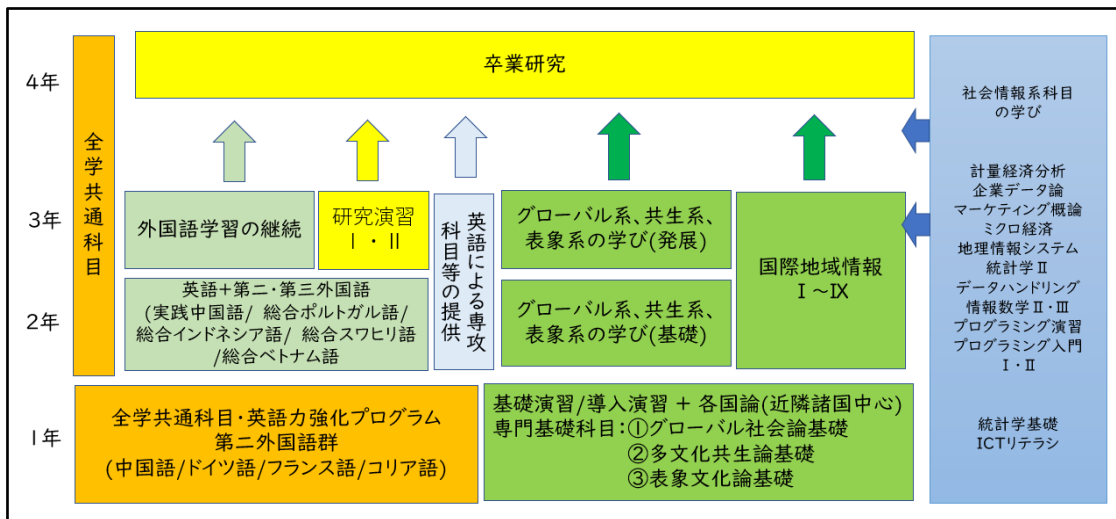 4年
3年
2年
1年
全学共通科目
卒業研究
外国語学習の継続
研究演習
Ⅰ・Ⅱ
英語による専攻
科目等の提供
グローバル系、共生系、
表象系の学び(発展)
国際地域情報
Ⅰ~Ⅸ
英語+第二・第三外国語
(実践中国語/ 総合ポルトガル語/
総合インドネシア語/ 総合スワヒリ語
/総合ベトナム語)
グローバル系、共生系、
表象系の学び(基礎)
全学共通科目・英語力強化プログラム
第二外国語群
(中国語/ドイツ語/フランス語/コリア語)
基礎演習/導入演習 + 各国論(近隣諸国中心)
専門基礎科目:①グローバル社会論基礎
②多文化共生論基礎
③表象文化論基礎
社会情報系科目
の学び
計量経済分析
企業データ論
マーケティング概論
ミクロ経済
地理情報システム
統計学Ⅱ
データハンドリング
情報数学Ⅱ・Ⅲ
プログラミング演習
プログラミング入門
Ⅰ・Ⅱ
統計学基礎
ICTリテラシ